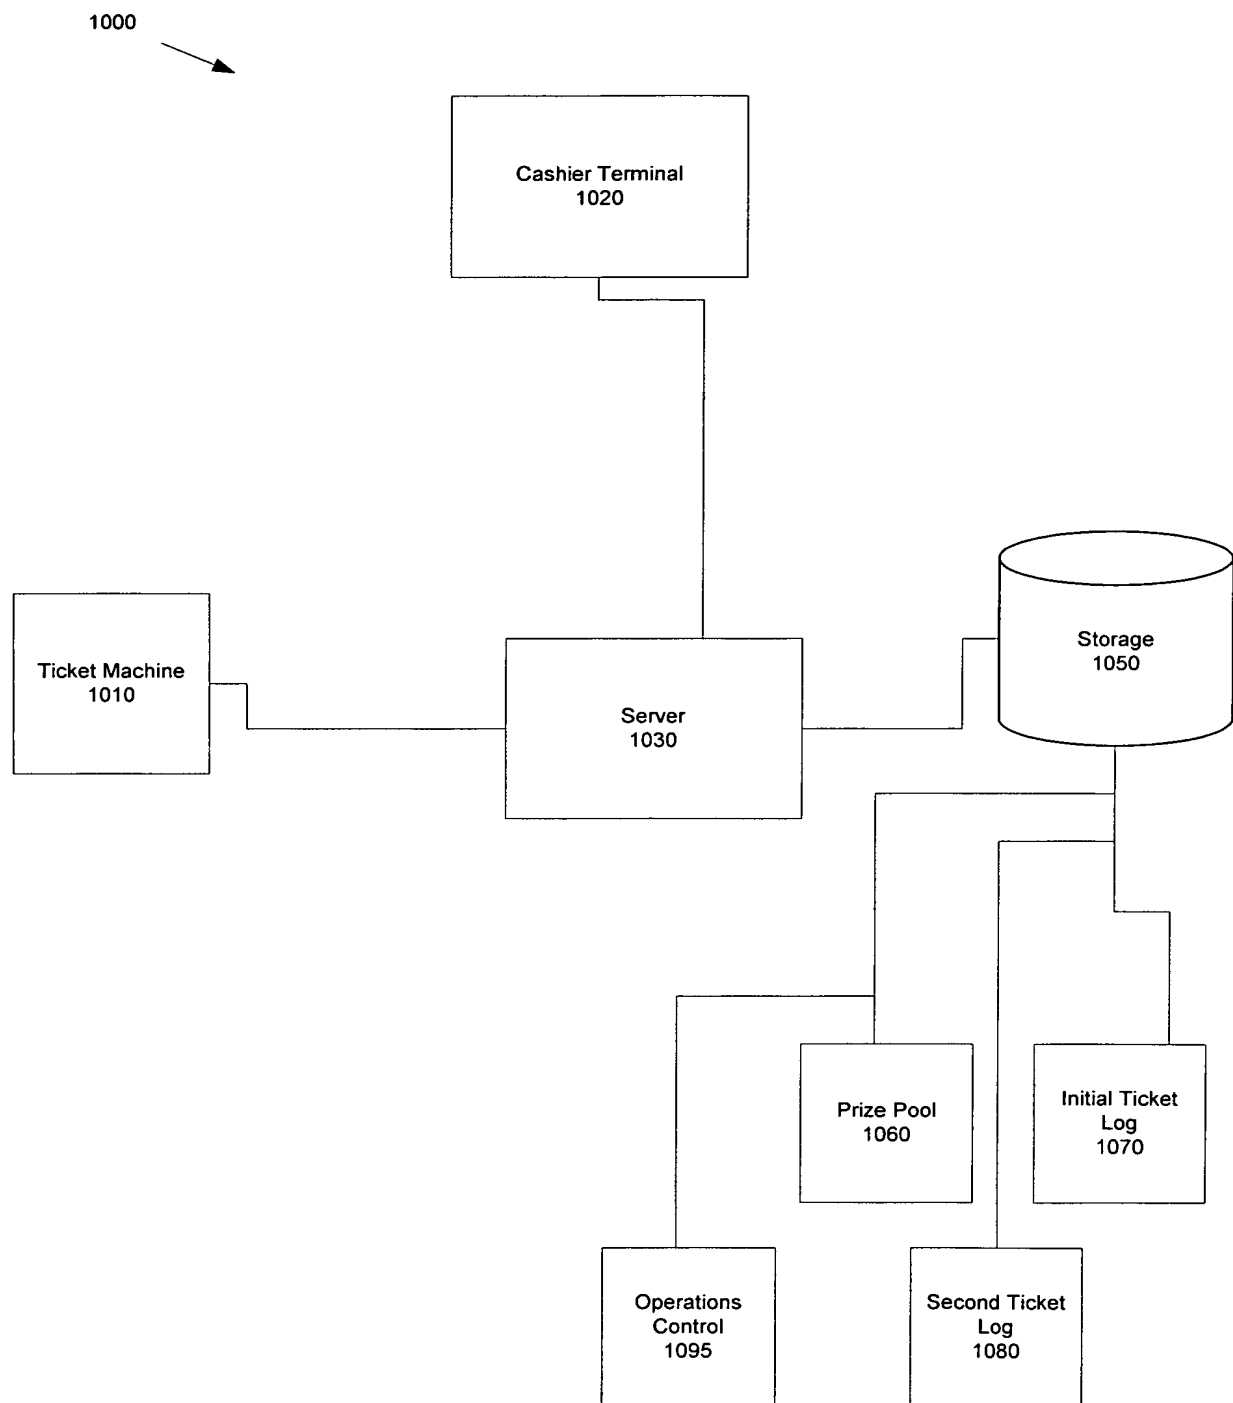 1000
Cashier Terminal
1020
Ticket Machine
1010
Server
1030
Storage
1050
Prize Pool
1060
Initial Ticket
Log
1070
Operations
Control
1095
Second Ticket
Log
1080